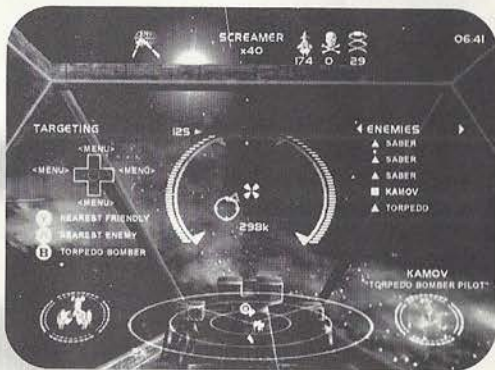 SCREAMER
x40
174 0 29
06:41
TARGETING
<MENU>
<MENU> <MENU>
<MENU>
Y NEAREST FRIENDLY
A NEAREST ENEMY
B TORPEDO BOMBER
125
298k
ENEMIES
SABER
SABER
SABER
KAMOV
TORPEDO
KAMOV
"TORPEDO BOMBER PILOT"